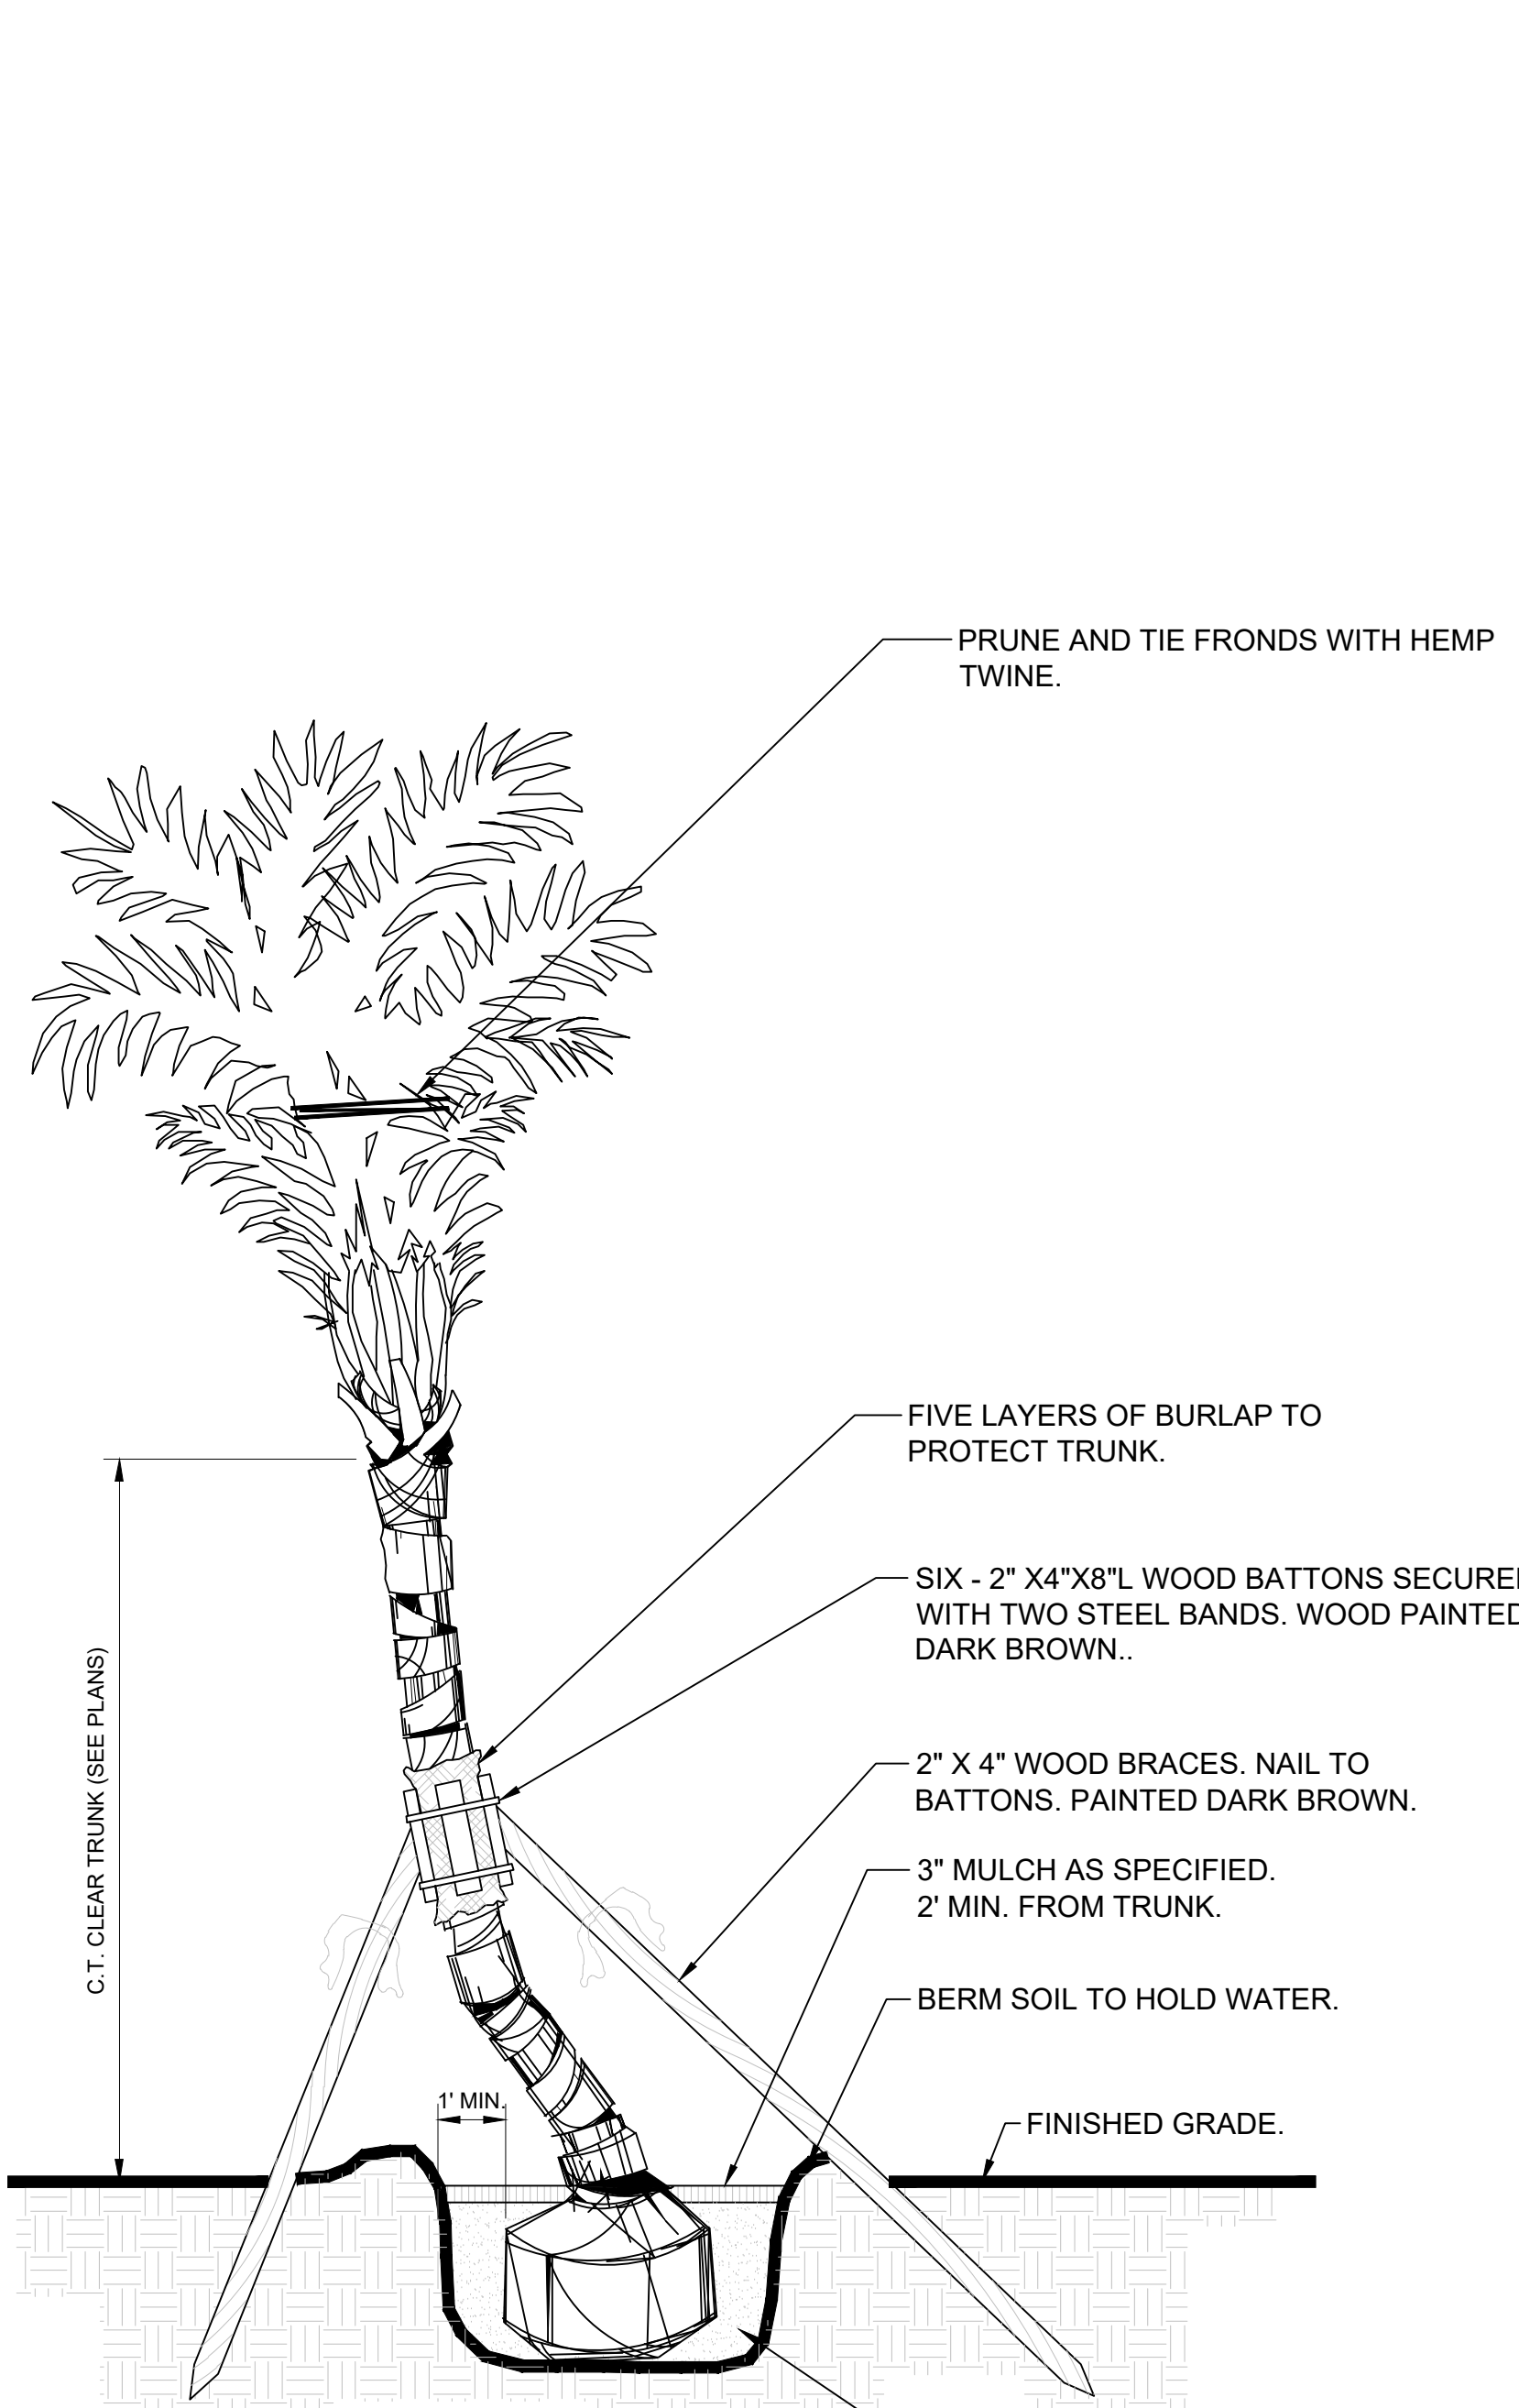 PRUNE AND TIE FRONDS WITH HEMP
TWINE.
FIVE LAYERS OF BURLAP TO
PROTECT TRUNK.
SIX - 2" X4"X8"L WOOD BATTONS SECURED
WITH TWO STEEL BANDS. WOOD PAINTED
DARK BROWN..
C.T. CLEAR TRUNK (SEE PLANS)
2" X 4" WOOD BRACES. NAIL TO
BATTONS. PAINTED DARK BROWN.
3" MULCH AS SPECIFIED.
2' MIN. FROM TRUNK.
BERM SOIL TO HOLD WATER.
1' MIN.
FINISHED GRADE.